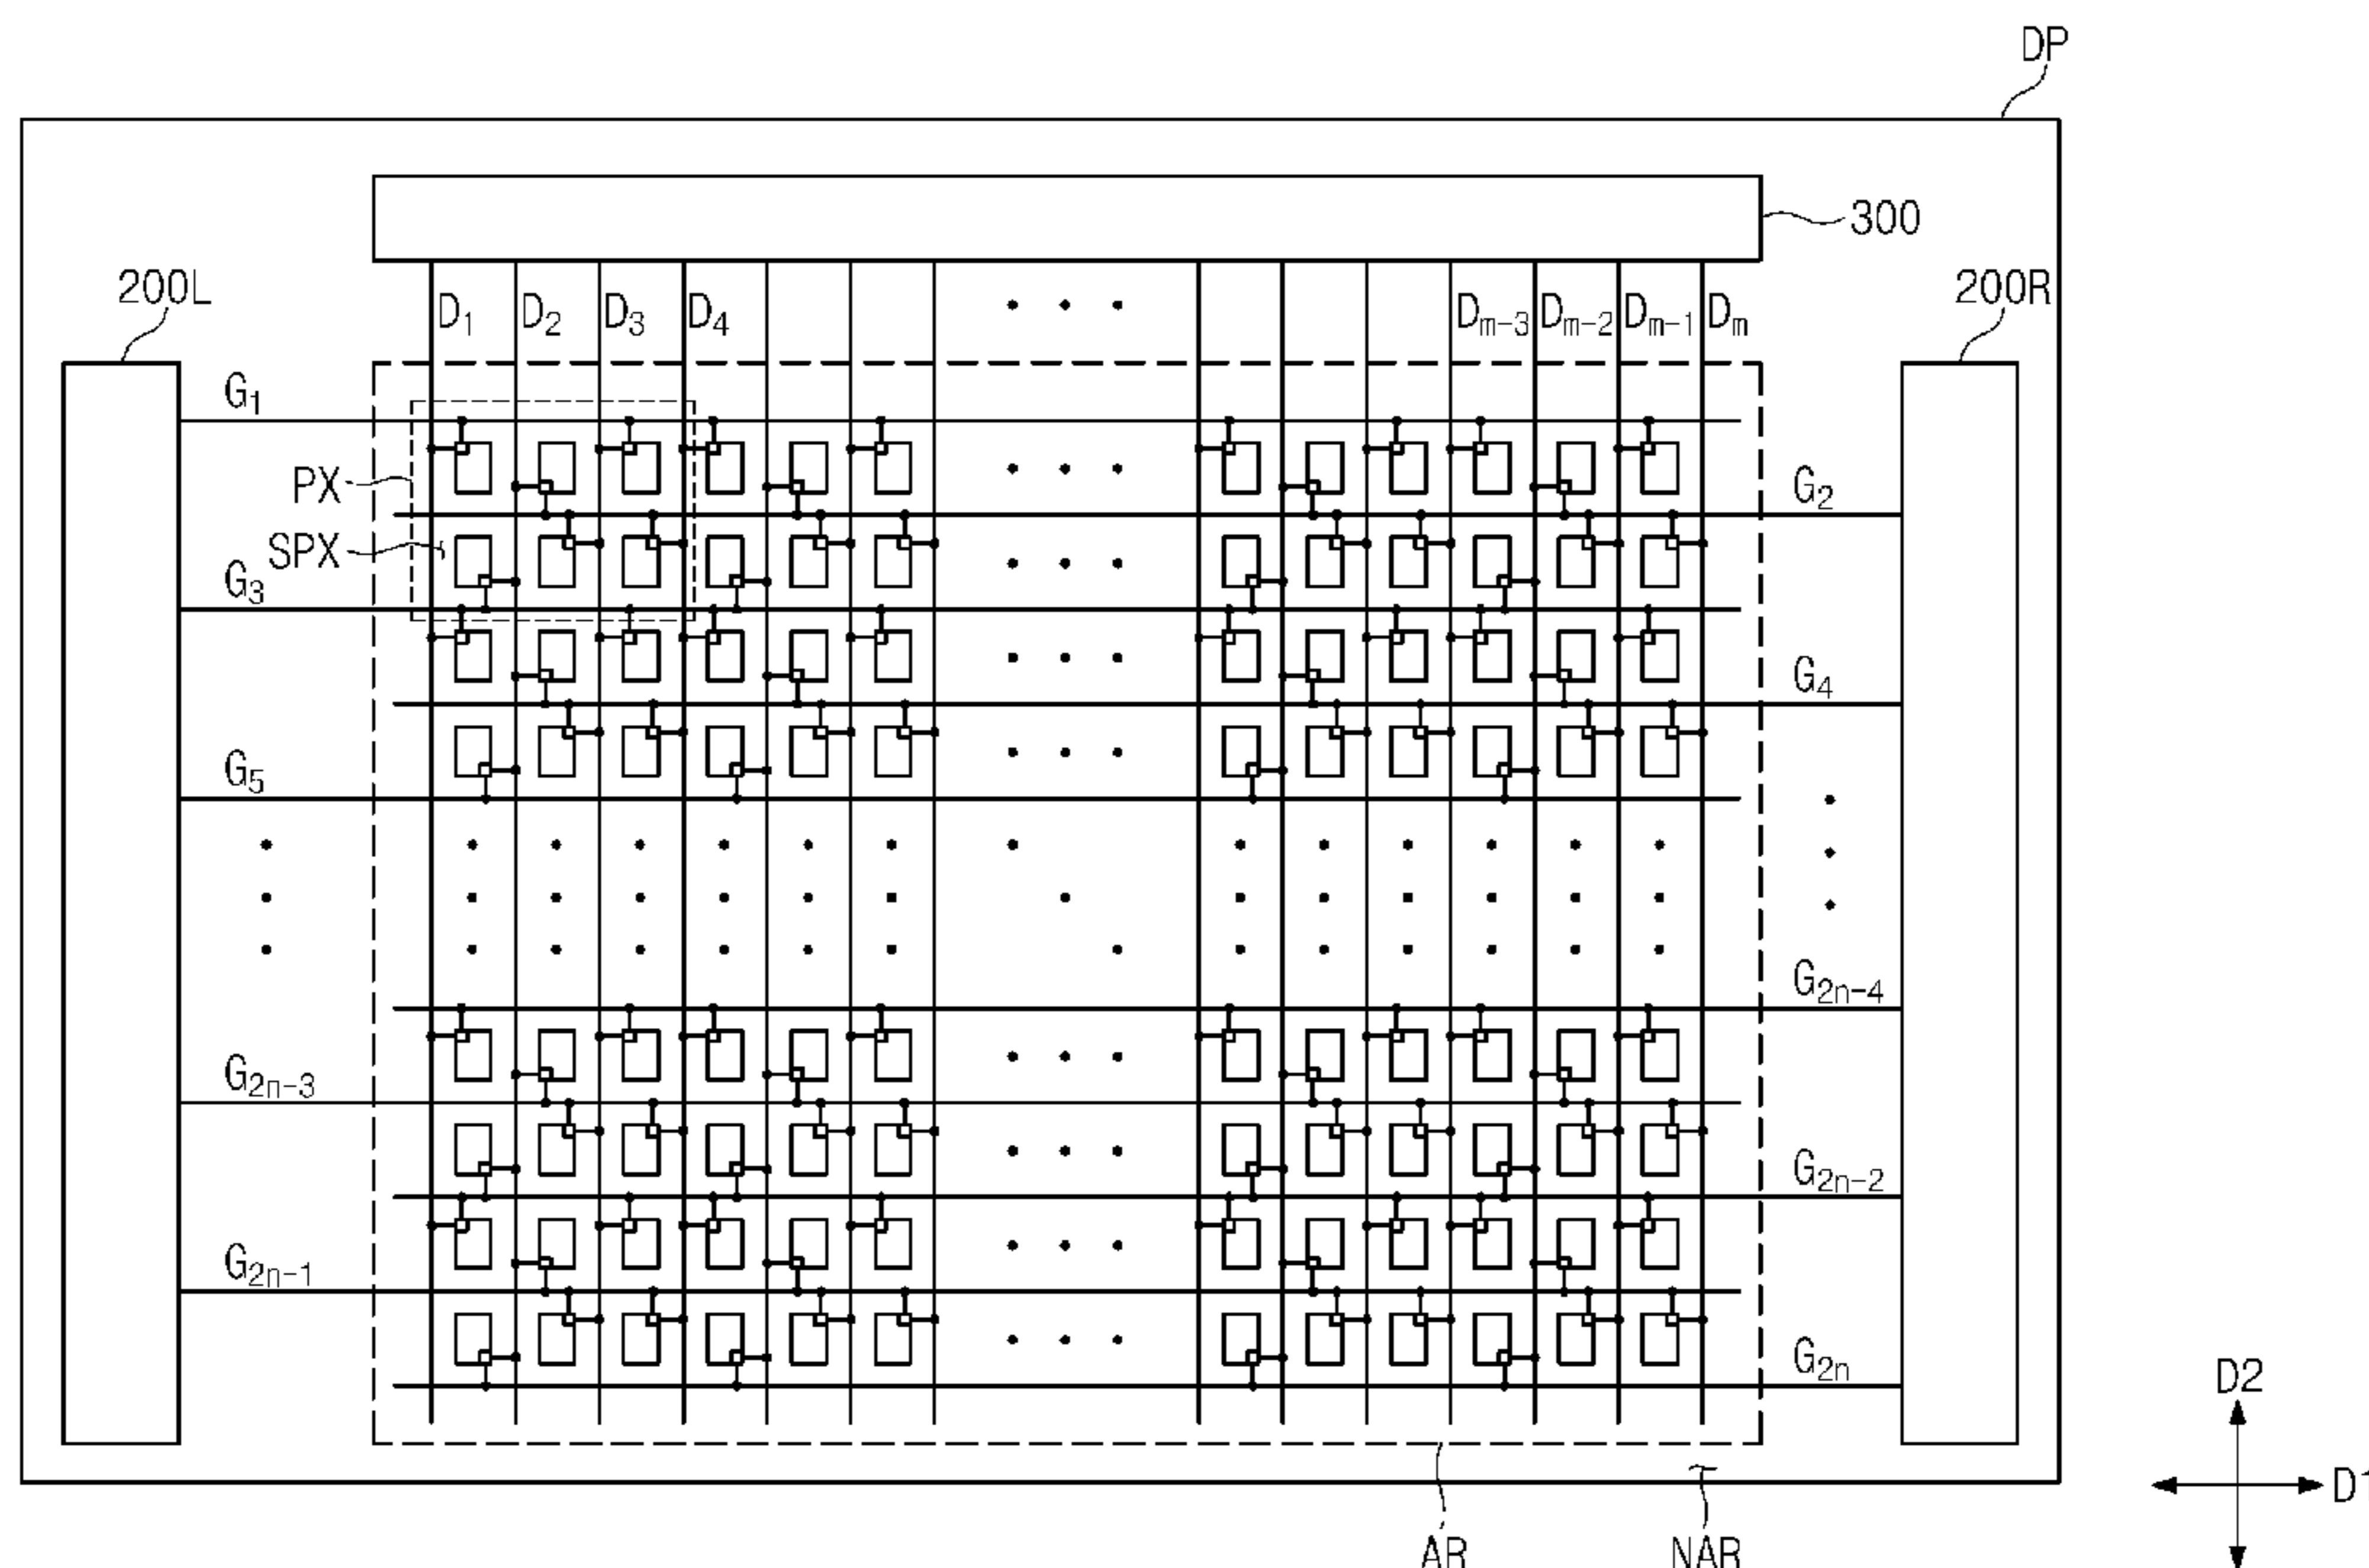 DP
300
200L
200R
D1 D2 D3 D4 Dm-3 Dm-2 Dm-1 Dm
G1
PX
G2
SPX
G3
G4
G5
G2n-4
G2n-3
G2n-2
G2n-1
G2n
D2
D1
AR
NAR